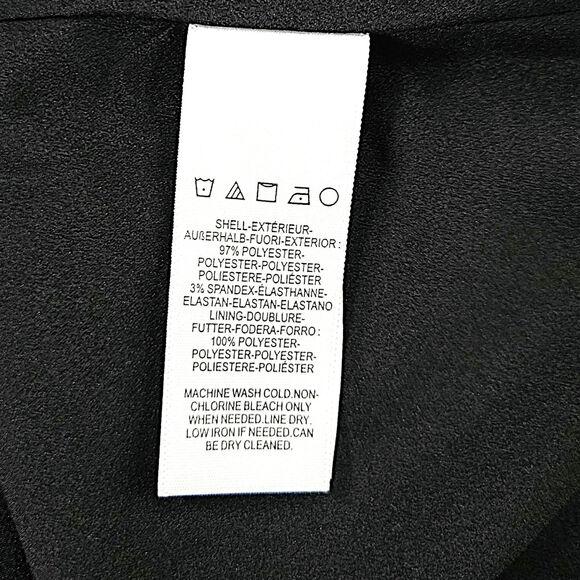 SHELL-EXTÉRIEUR-
AUßERHALB-FUORI-EXTERIOR:
97% POLYESTER-
POLYESTER-POLYESTER-
POLIESTERE-POLIÉSTER
3% SPANDEX-ÉLASTHANNE-
ELASTAN-ELASTAN-ELASTANO
LINING-DOUBLURE-
FUTTER-FODERA-FORRO:
100% POLYESTER-
POLYESTER-POLYESTER-
POLIESTERE-POLIÉSTER
MACHINE WASH COLD.NON-
CHLORINE BLEACH ONLY
WHEN NEEDED.LINE DRY.
LOW IRON IF NEEDED.CAN
BE DRY CLEANED.